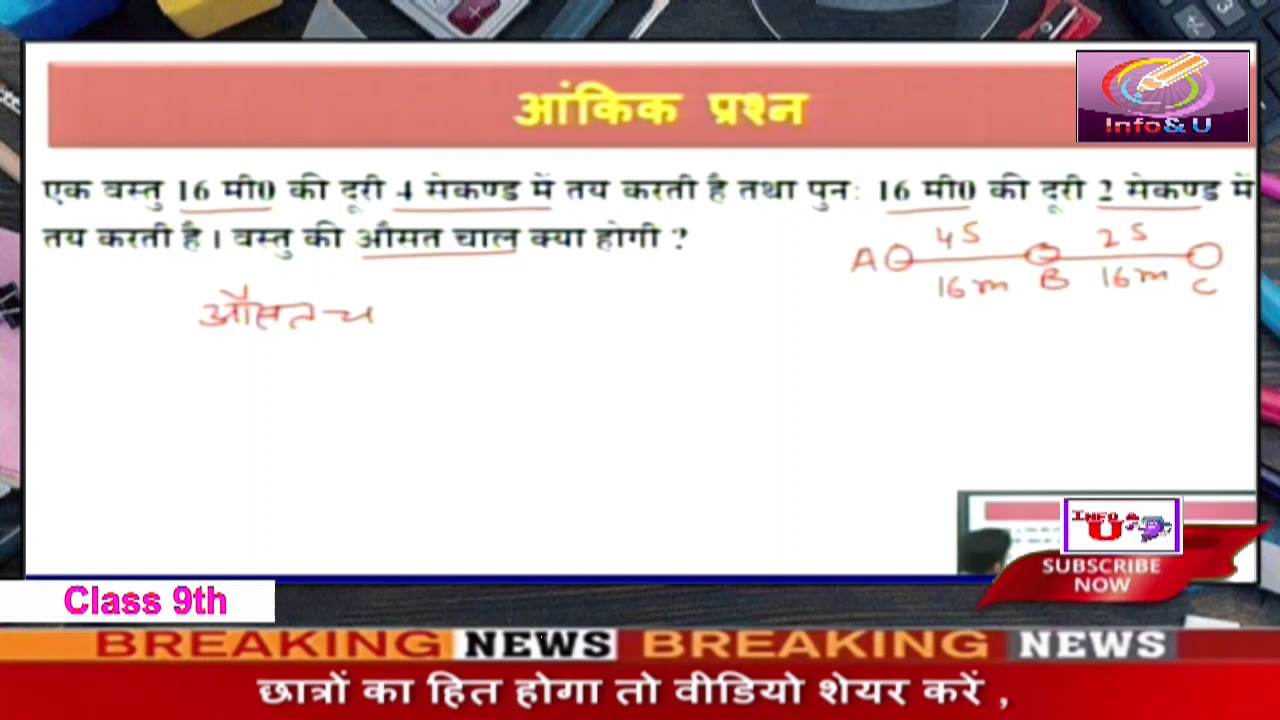 आंकिक प्रश्न
Info & U
एक वस्तु 16 मी0 की दूरी 4 सेकण्ड में तय करती है तथा पुनः 16 मी0 की दूरी 2 सेकण्ड में
तय करती है। वस्तु की औसत चाल क्या होगी ?
4S 2S
A B C
16m 16m
औसत च
INFO &
U
SUBSCRIBE
NOW
Class 9th
BREAKING NEWS BREAKING NEWS
छात्रों का हित होगा तो वीडियो शेयर करें ,